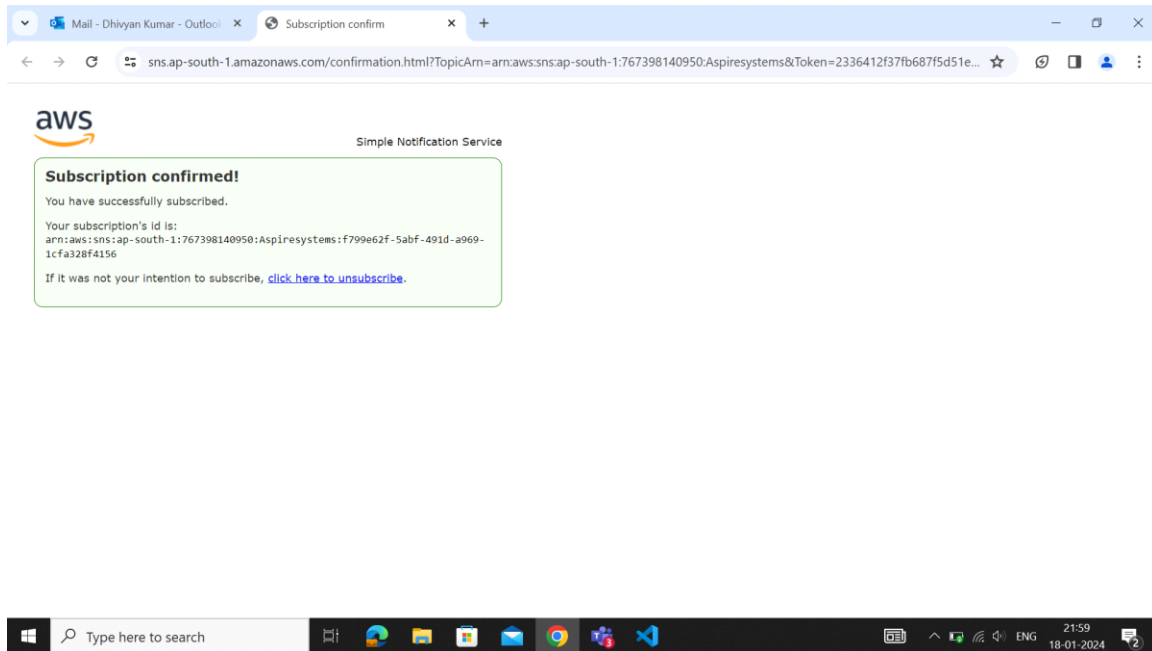 Mail - Dhivyan Kumar - Outlool
Subscription confirm
sns.ap-south-1.amazonaws.com/confirmation.html?TopicArn=arn:aws:sns:ap-south-1:767398140950:Aspiresystems&Token=2336412f37fb687f5d51e...
aws
Simple Notification Service
Subscription confirmed!
You have successfully subscribed.
Your subscription's id is:
arn:aws:sns:ap-south-1:767398140950:Aspiresystems:f799e62f-5abf-491d-a969-
1cfa328f4156
If it was not your intention to subscribe, click here to unsubscribe.
Type here to search
3
ENG
21:59
18-01-2024
2